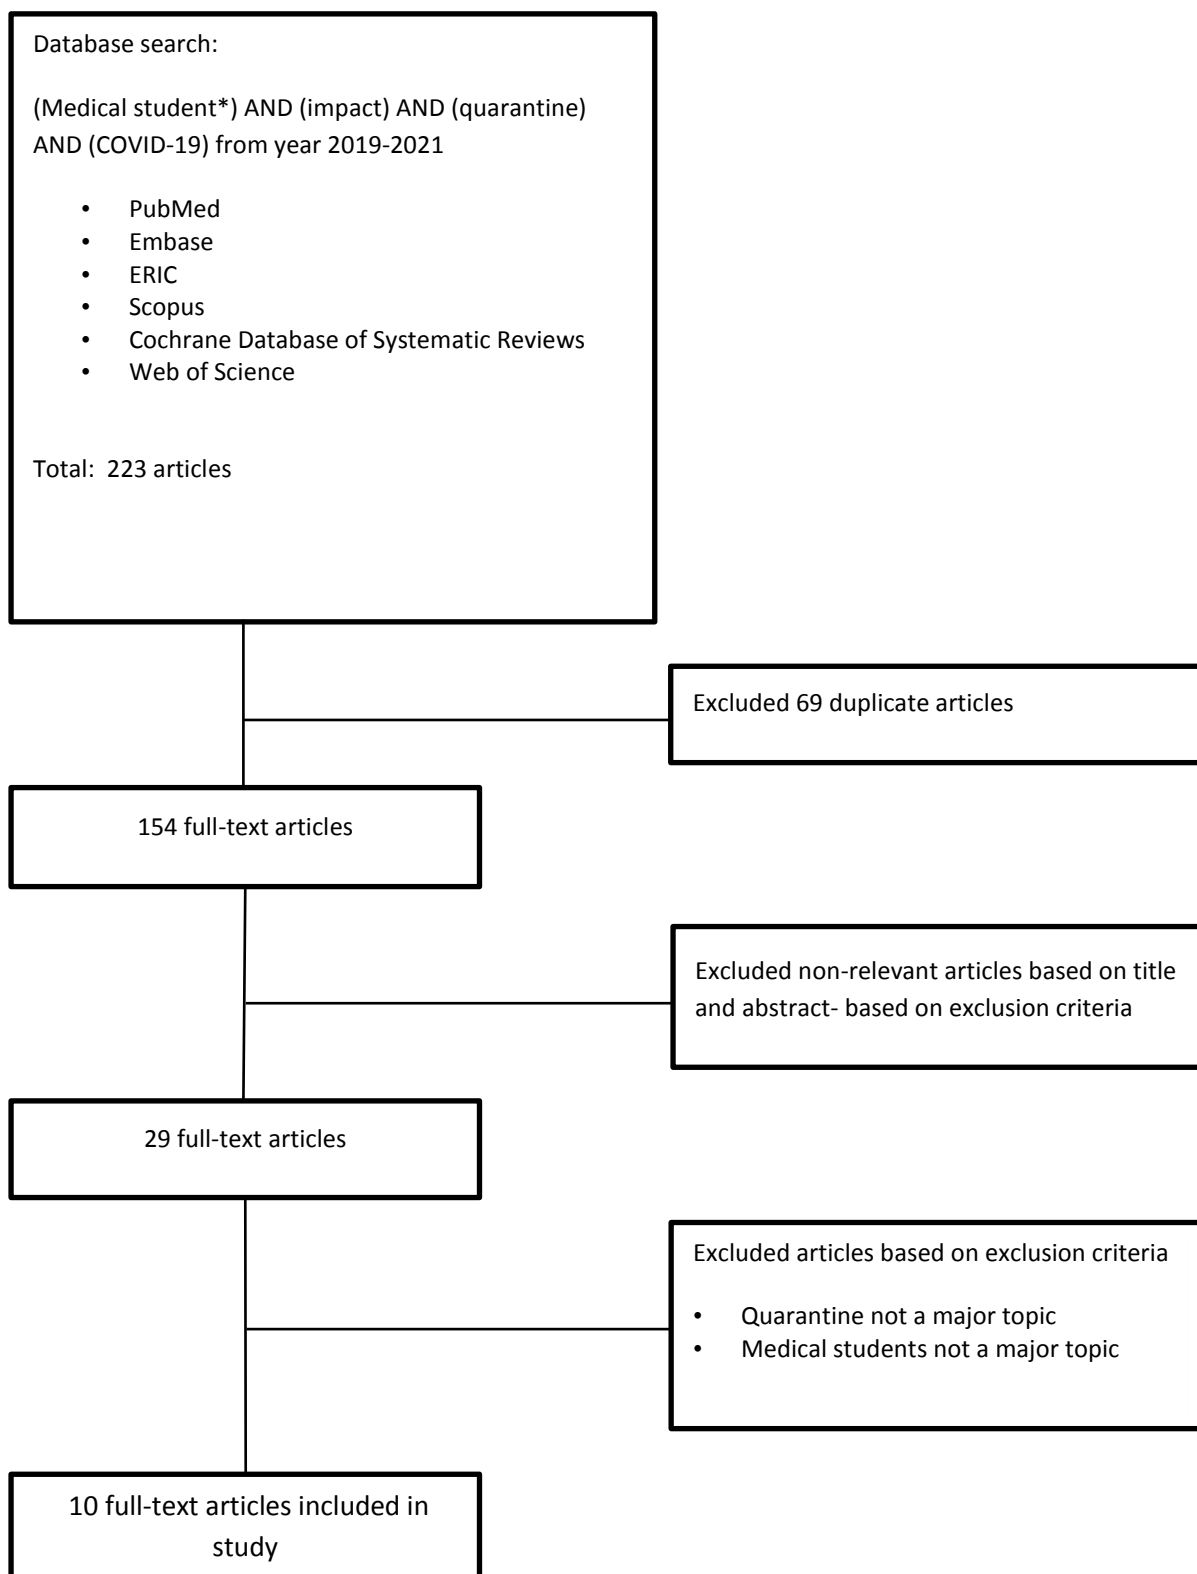 Database search:
(Medical student*) AND (impact) AND (quarantine)
AND (COVID-19) from year 2019-2021
• PubMed
• Embase
• ERIC
• Scopus
• Cochrane Database of Systematic Reviews
• Web of Science
Total: 223 articles
Excluded 69 duplicate articles
154 full-text articles
Excluded non-relevant articles based on title
and abstract- based on exclusion criteria
29 full-text articles
Excluded articles based on exclusion criteria
• Quarantine not a major topic
• Medical students not a major topic
10 full-text articles included in
study